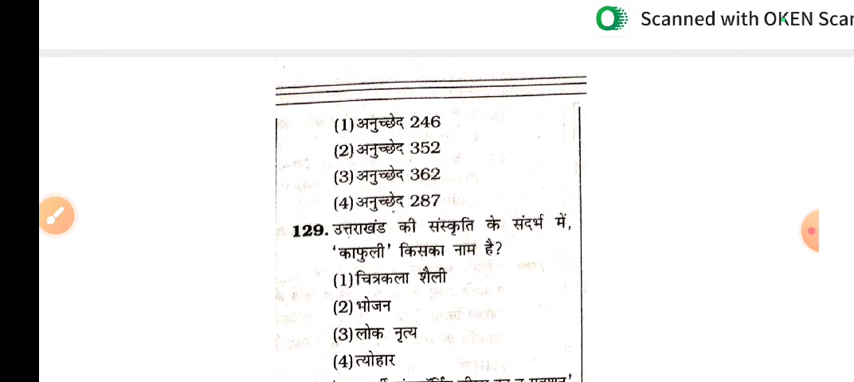 Scanned with OKEN Scar
(1) अनुच्छेद 246
(2) अनुच्छेद 352
(3) अनुच्छेद 362
(4) अनुच्छेद 287
129. उत्तराखंड की संस्कृति के संदर्भ में,
'काफुली' किसका नाम है?
(1) चित्रकला शैली
(2) भोजन
(3) लोक नृत्य
(4) त्योहार